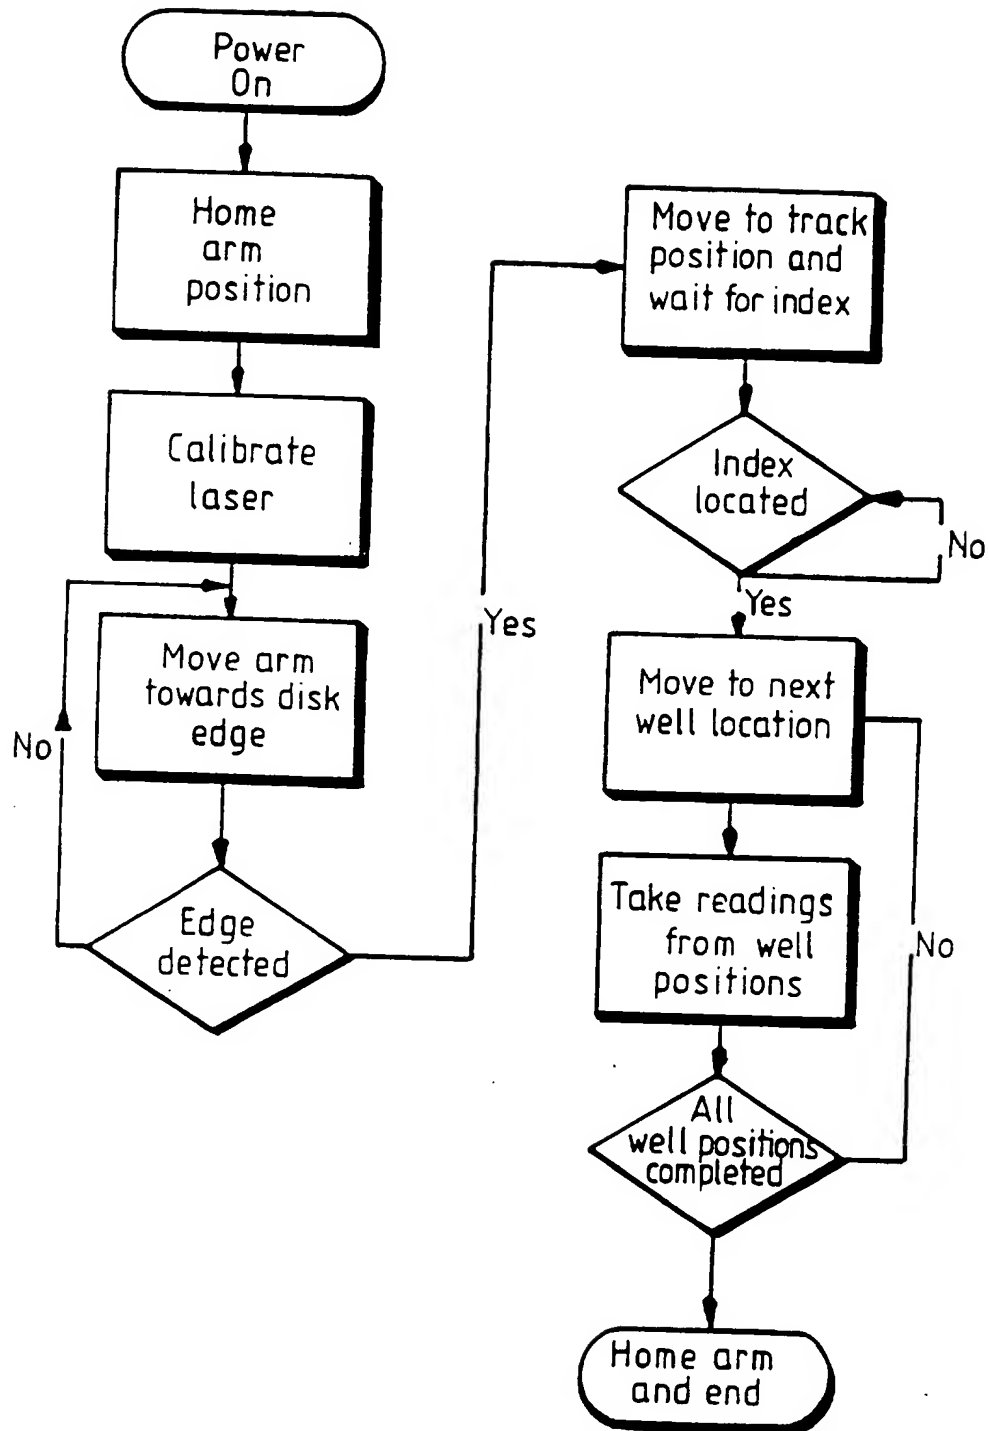 Power
On
Home
arm
position
Calibrate
laser
Move arm
towards disk
edge
No
Edge
detected
Yes
Move to track
position and
wait for index
Index
located
No
Yes
Move to next
well location
Take readings
from well
positions
No
All
well positions
completed
Home arm
and end